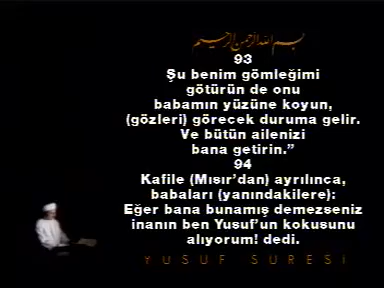 بسم الله الرحمن الرحيم
93
Şu benim gömleğimi
götürün de onu
babamın yüzüne koyun,
(gözleri) görecek duruma gelir.
Ve bütün ailenizi
bana getirin.”
94
Kafile (Mısır’dan) ayrılınca,
babaları (yanındakilere):
Eğer bana bunamış demezseniz
inanın ben Yusuf’un kokusunu
alıyorum! dedi.
YUSUF SURESİ